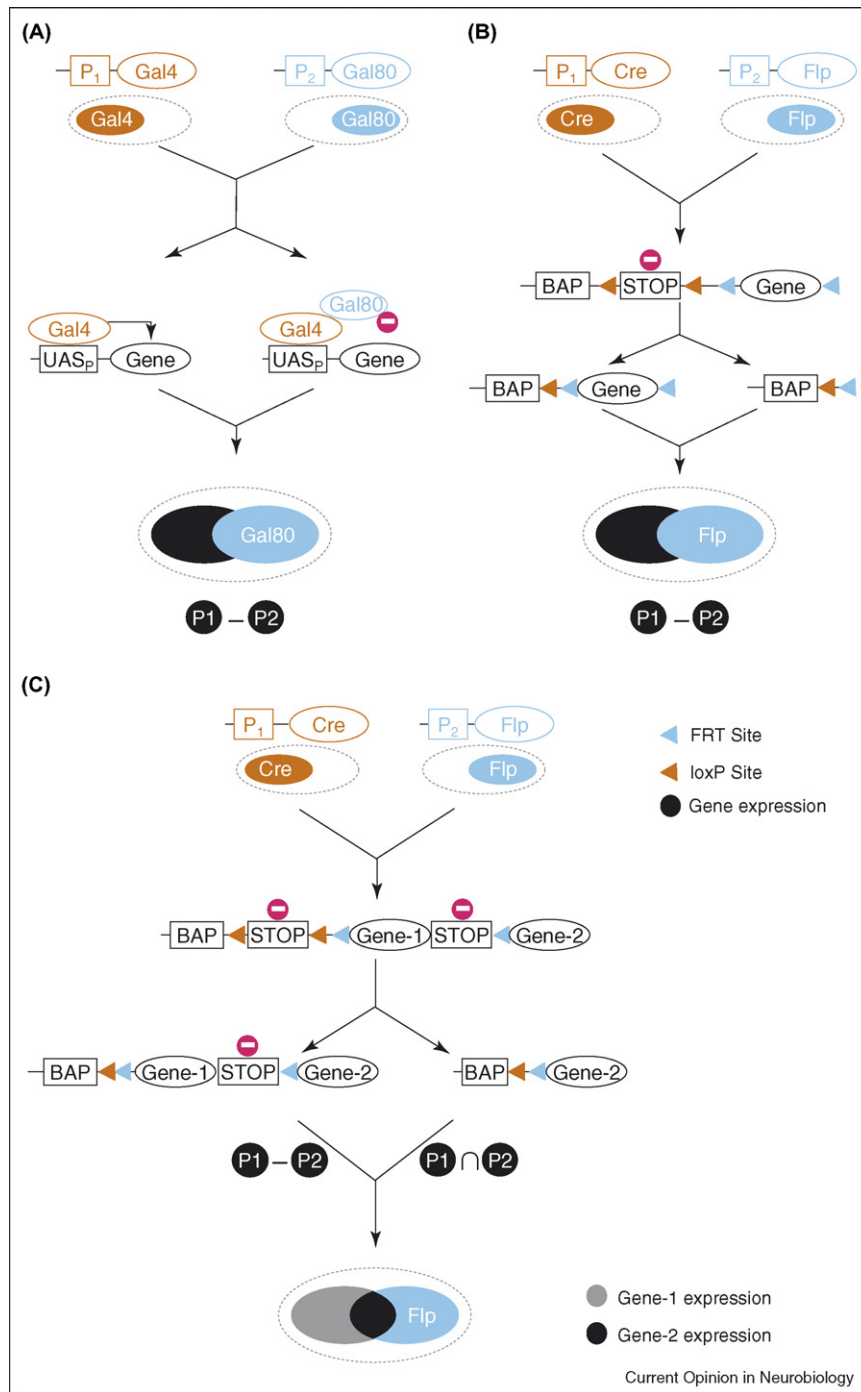 (A)
P1 Gal4 P2 Gal80
Gal4 Gal80
Gal80
Gal4 Gal4
UASP Gene UASP Gene
Gal80
P1 – P2
(B)
P1 Cre P2 Flp
Cre Flp
BAP STOP Gene
BAP Gene BAP
Flp
P1 – P2
(C)
P1 Cre P2 Flp
Cre Flp
FRT Site
loxP Site
Gene expression
BAP STOP Gene-1 STOP Gene-2
BAP Gene-1 STOP Gene-2 BAP Gene-2
P1 – P2 P1 ∩ P2
Flp
Gene-1 expression
Gene-2 expression
Current Opinion in Neurobiology